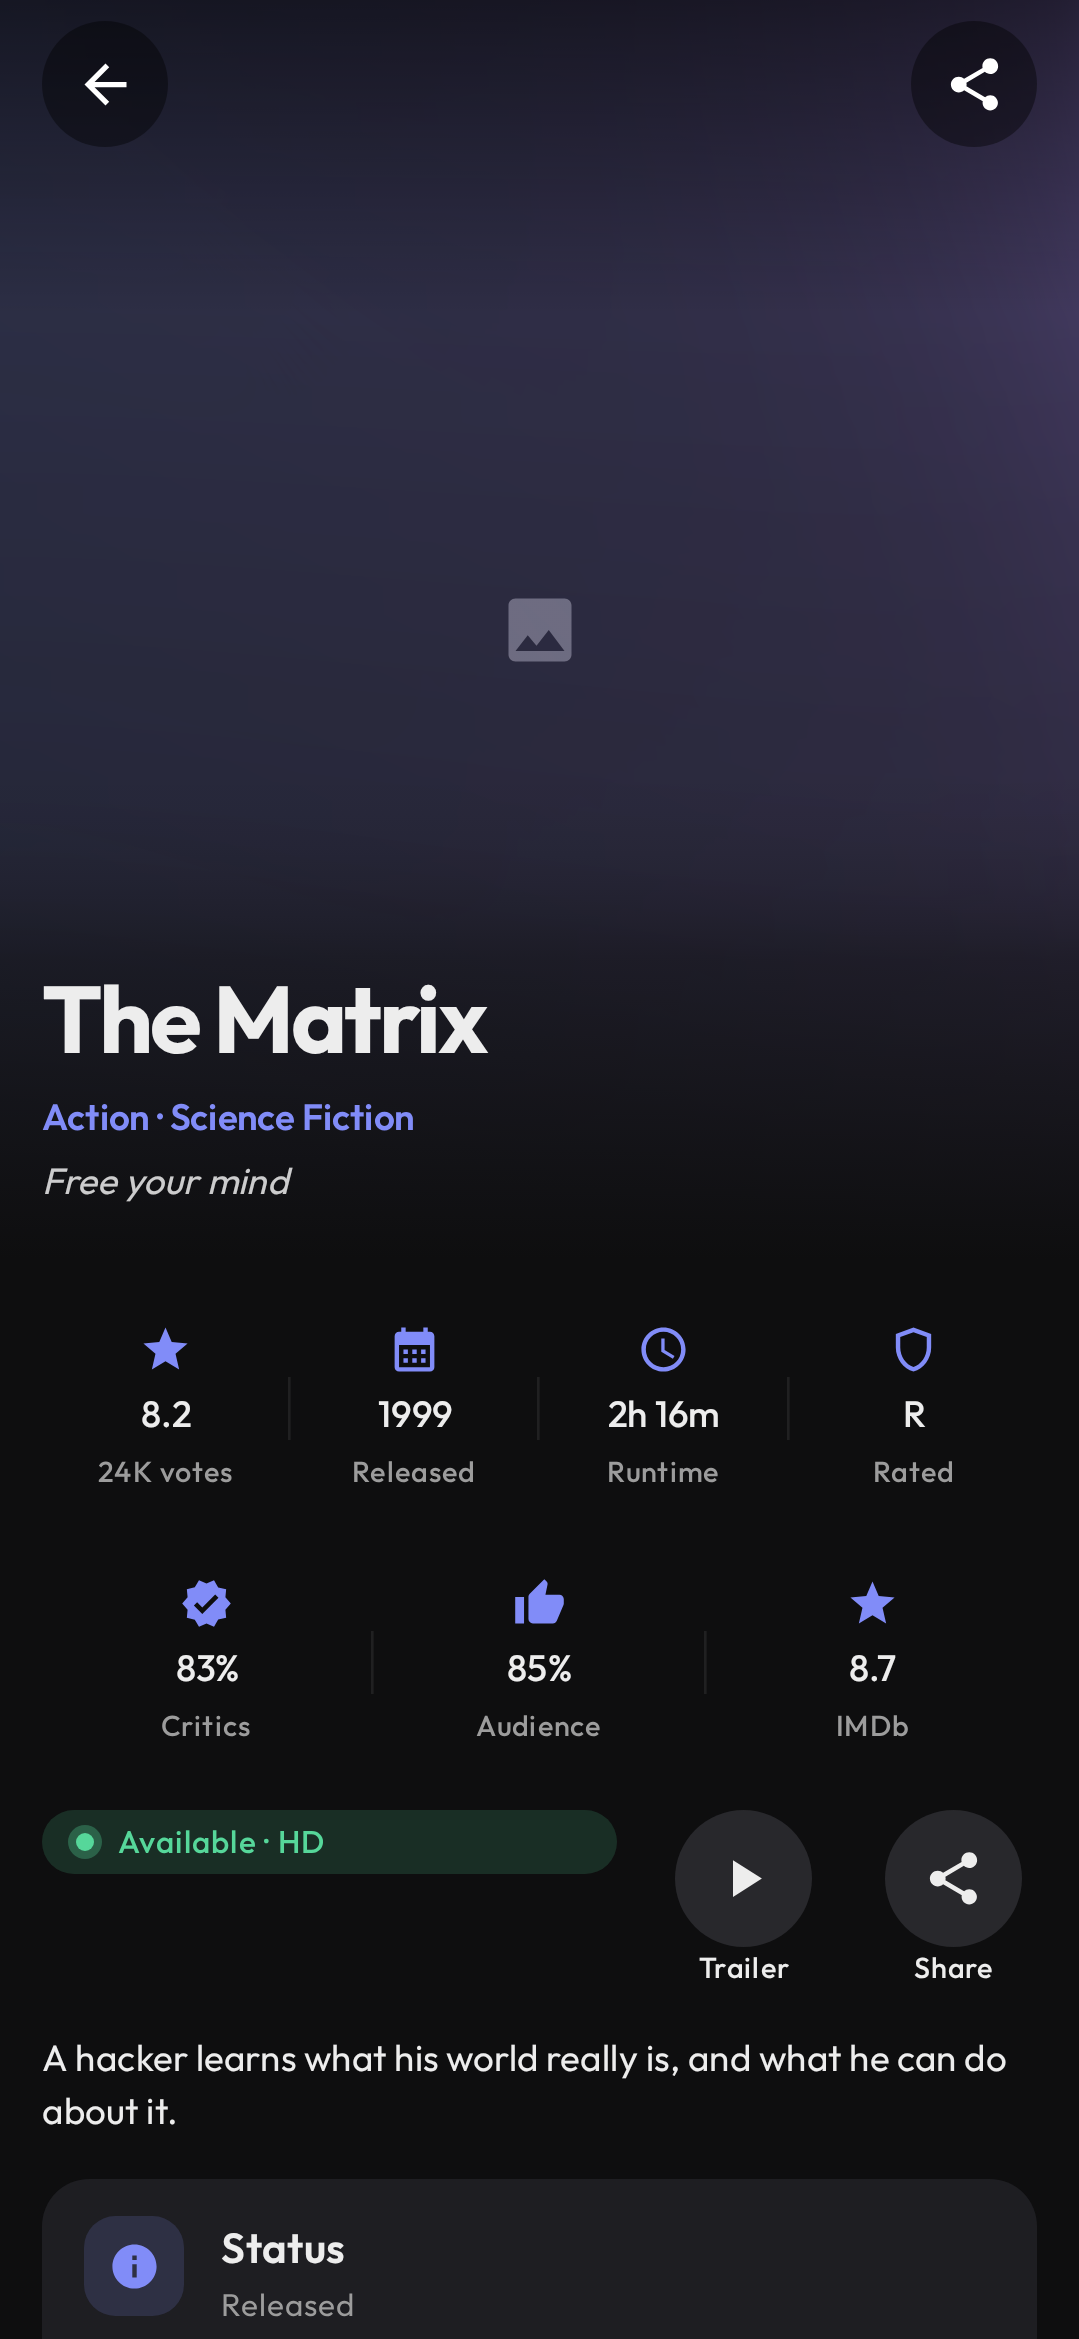 The Matrix
Action · Science Fiction
Free your mind
8.2
24K votes
1999
Released
2h 16m
Runtime
R
Rated
83%
Critics
85%
Audience
8.7
IMDb
Available · HD
Trailer
Share
A hacker learns what his world really is, and what he can do
about it.
Status
Released